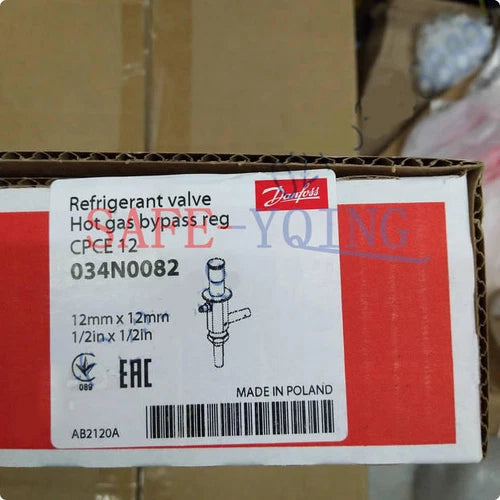 Refrigerant valve
Hot gas bypass reg
CPCE 12
034N0082
Danfoss
SAFE-YQING
12mm x 12mm
1/2in x 1/2in
089
EAC
MADE IN POLAND
AB2120A